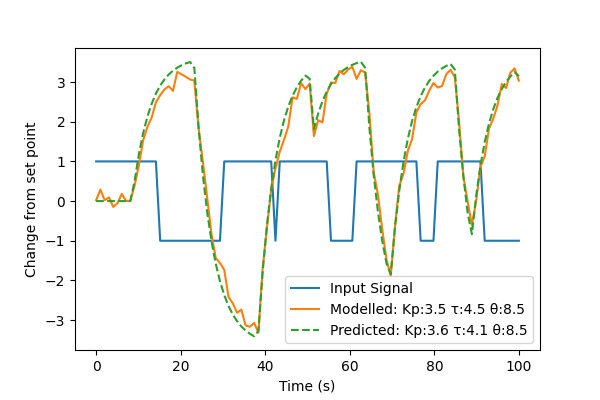 Change from set point
3
2
1
0
−1
−2
−3
0
20
40
60
80
100
Time (s)
Input Signal
Modelled: Kp:3.5 τ:4.5 θ:8.5
Predicted: Kp:3.6 τ:4.1 θ:8.5